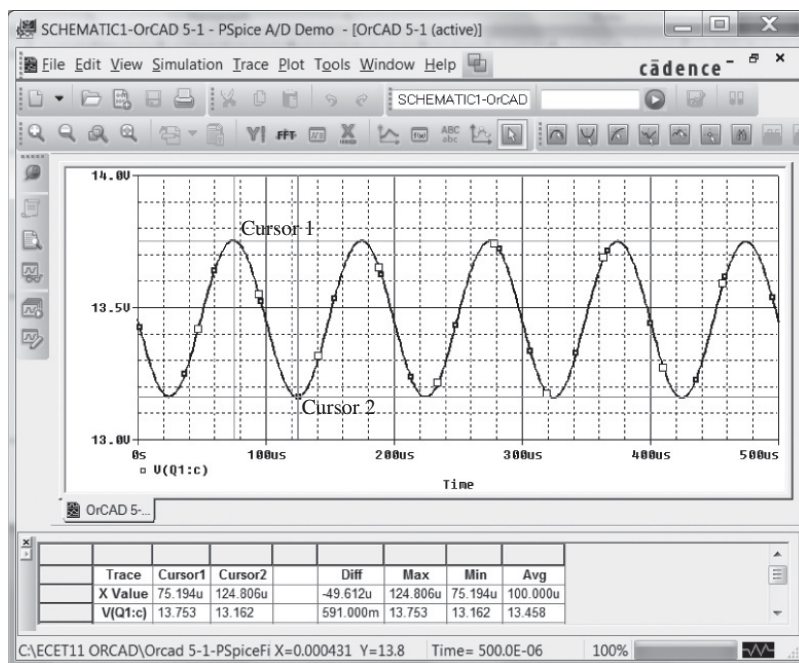 SCHEMATIC1-OrCAD 5-1 - PSpice A/D Demo - [OrCAD 5-1 (active)]
File Edit View Simulation Trace Plot Tools Window Help
cādence
SCHEMATIC1-OrCAD
FFT
ABC
abc
14.0V
Cursor 1
13.5V
Cursor 2
13.0V
0s 100us 200us 300us 400us 500us
V(Q1:c)
Time
OrCAD 5-...
Trace Cursor1 Cursor2 Diff Max Min Avg
X Value 75.194u 124.806u -49.612u 124.806u 75.194u 100.000u
V(Q1:c) 13.753 13.162 591.000m 13.753 13.162 13.458
C:\ECET11 ORCAD\Orcad 5-1-PSpiceFi X=0.000431 Y=13.8 Time= 500.0E-06 100%